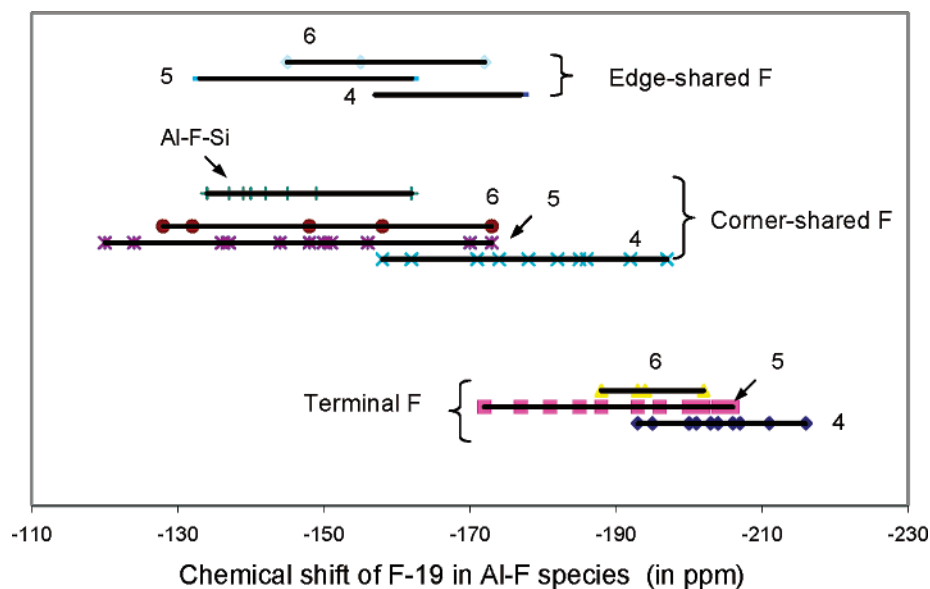 6
5
4
Edge-shared F
Al-F-Si
6
5
4
Corner-shared F
6
5
4
Terminal F
-110 -130 -150 -170 -190 -210 -230
Chemical shift of F-19 in Al-F species (in ppm)